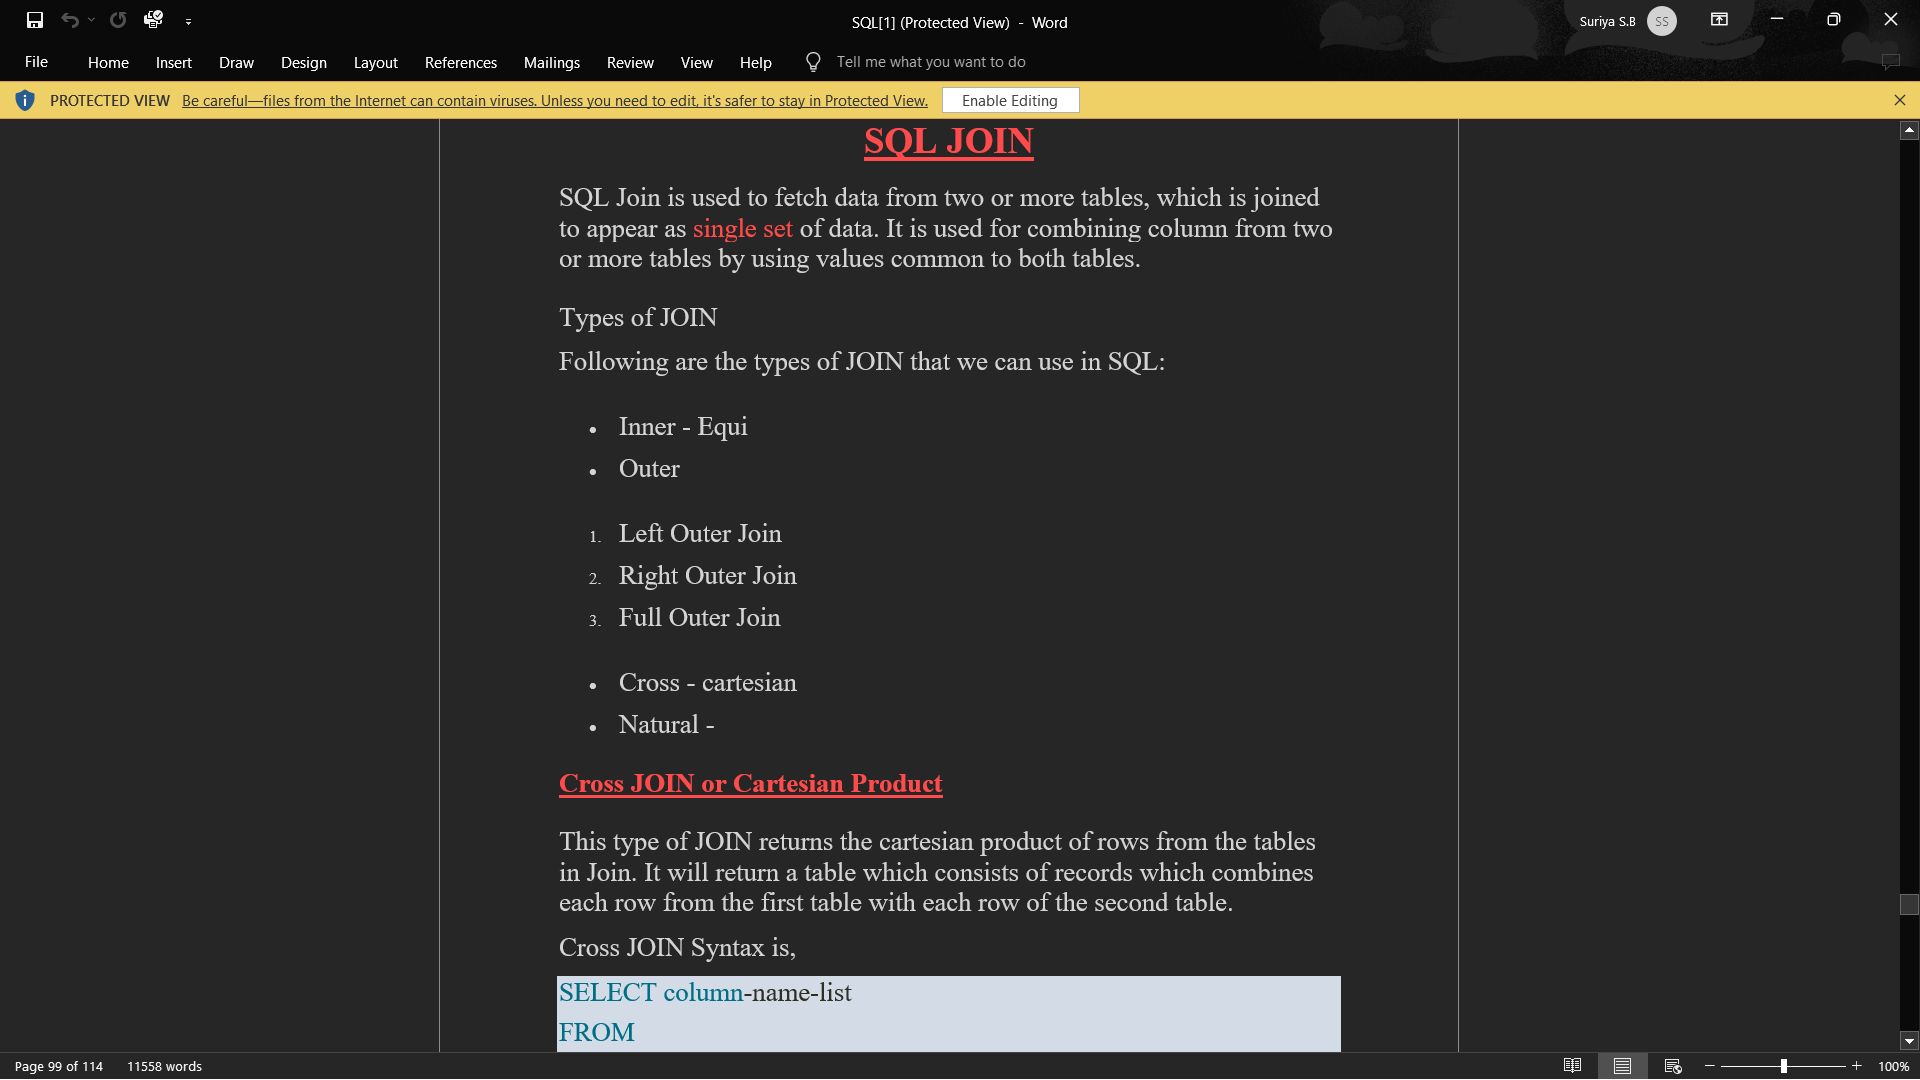 SQL[1] (Protected View) - Word
Suriya S.B
SS
File Home Insert Draw Design Layout References Mailings Review View Help Tell me what you want to do
PROTECTED VIEW Be careful—files from the Internet can contain viruses. Unless you need to edit, it's safer to stay in Protected View. Enable Editing
SQL JOIN
SQL Join is used to fetch data from two or more tables, which is joined
to appear as single set of data. It is used for combining column from two
or more tables by using values common to both tables.
Types of JOIN
Following are the types of JOIN that we can use in SQL:
• Inner - Equi
• Outer
1. Left Outer Join
2. Right Outer Join
3. Full Outer Join
• Cross - cartesian
• Natural -
Cross JOIN or Cartesian Product
This type of JOIN returns the cartesian product of rows from the tables
in Join. It will return a table which consists of records which combines
each row from the first table with each row of the second table.
Cross JOIN Syntax is,
SELECT column-name-list
FROM
Page 99 of 114 11558 words
100%